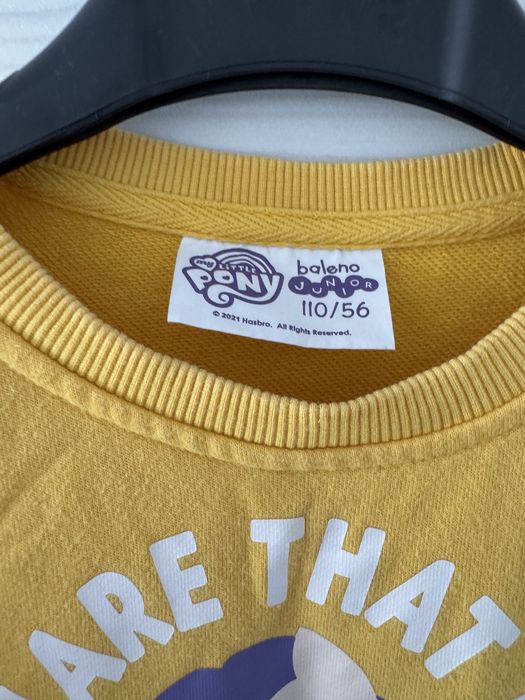 my LITTLE PONY
baleno
JUNIOR
110/56
© 2021 Hasbro. All Rights Reserved.
ARE THAT